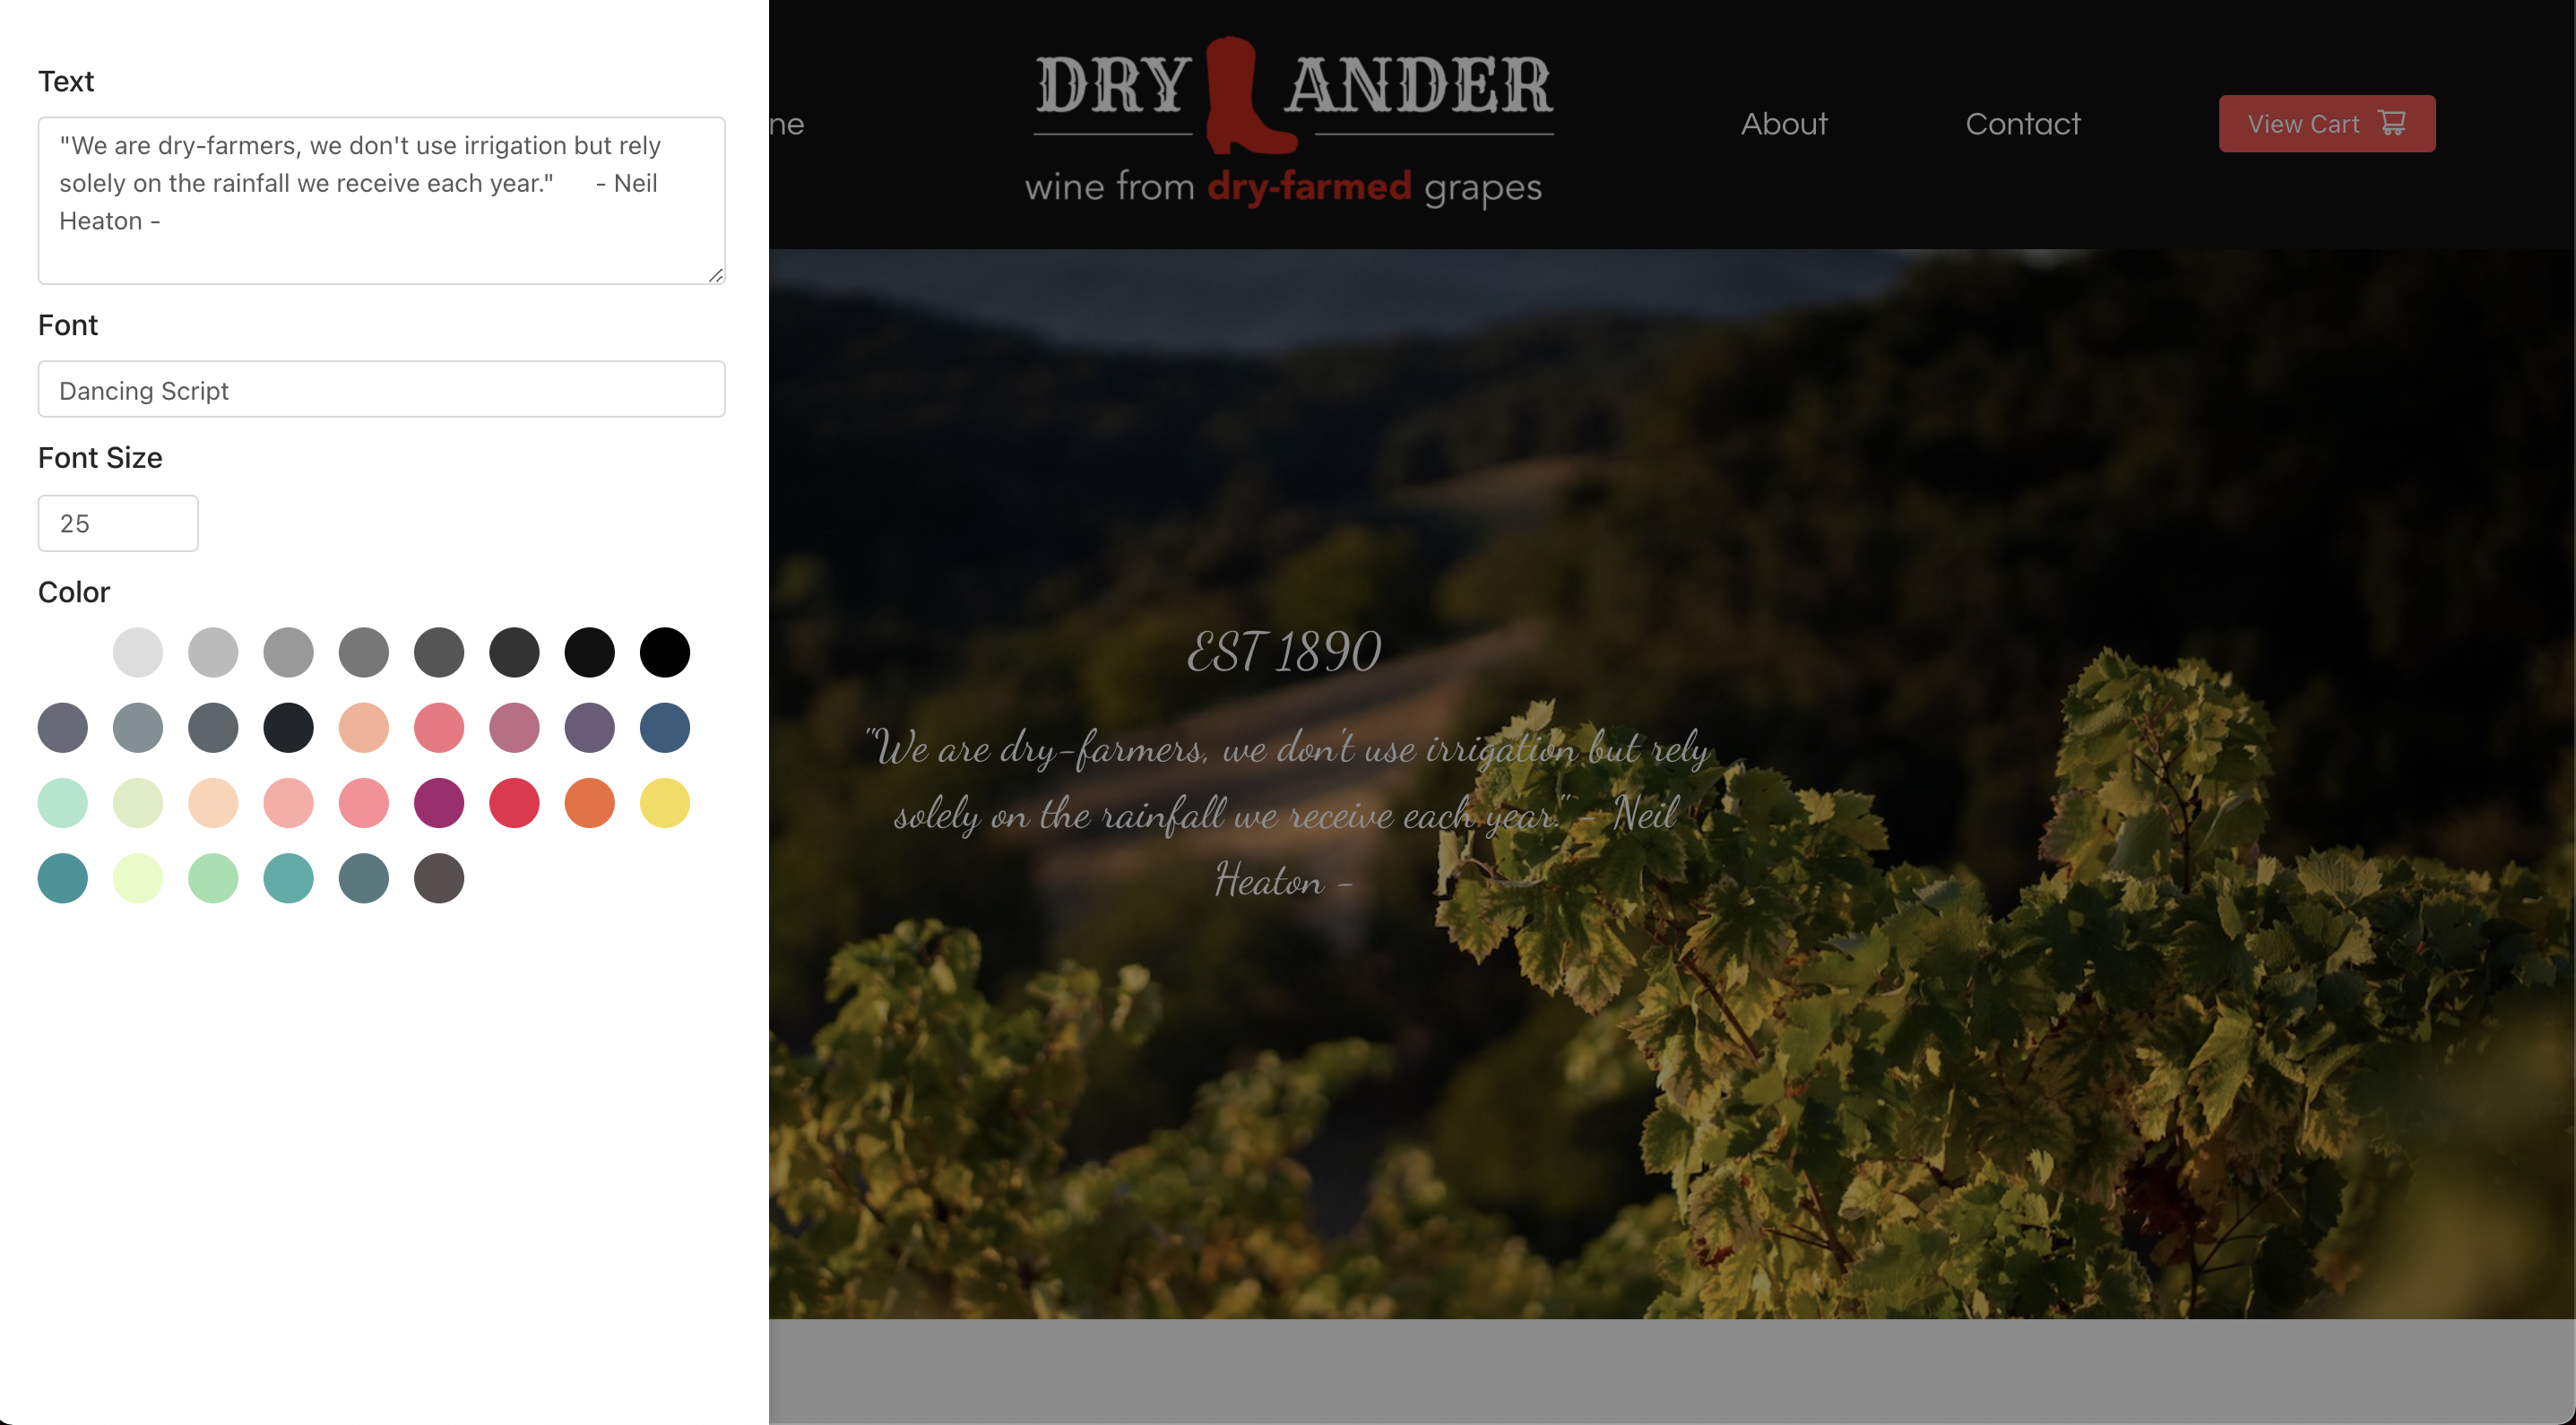 Text
"We are dry-farmers, we don't use irrigation but rely
solely on the rainfall we receive each year."      - Neil
Heaton -
Font
Dancing Script
Font Size
25
Color
ne
DRY ANDER
wine from dry-farmed grapes
About
Contact
View Cart
EST 1890
"We are dry-farmers, we don't use irrigation but rely
solely on the rainfall we receive each year." - Neil
Heaton -